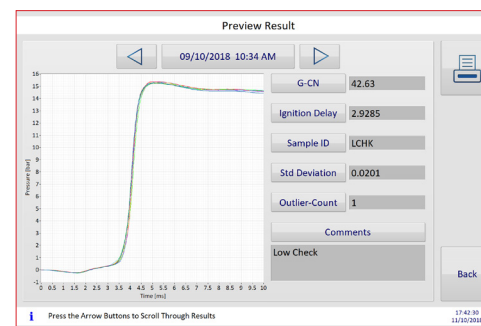 Preview Result
09/10/2018 10:34 AM
G-CN 42.63
Ignition Delay 2.9285
Sample ID LCHK
Std Deviation 0.0201
Outlier-Count 1
Comments
Low Check
Pressure [bar]
16
15
14
13
12
11
10
9
8
7
6
5
4
3
2
1
0
-1
0 0.5 1 1.5 2 2.5 3 3.5 4 4.5 5 5.5 6 6.5 7 7.5 8 8.5 9 9.5 10
Time [ms]
Back
i Press the Arrow Buttons to Scroll Through Results
17:42:30
11/10/2018